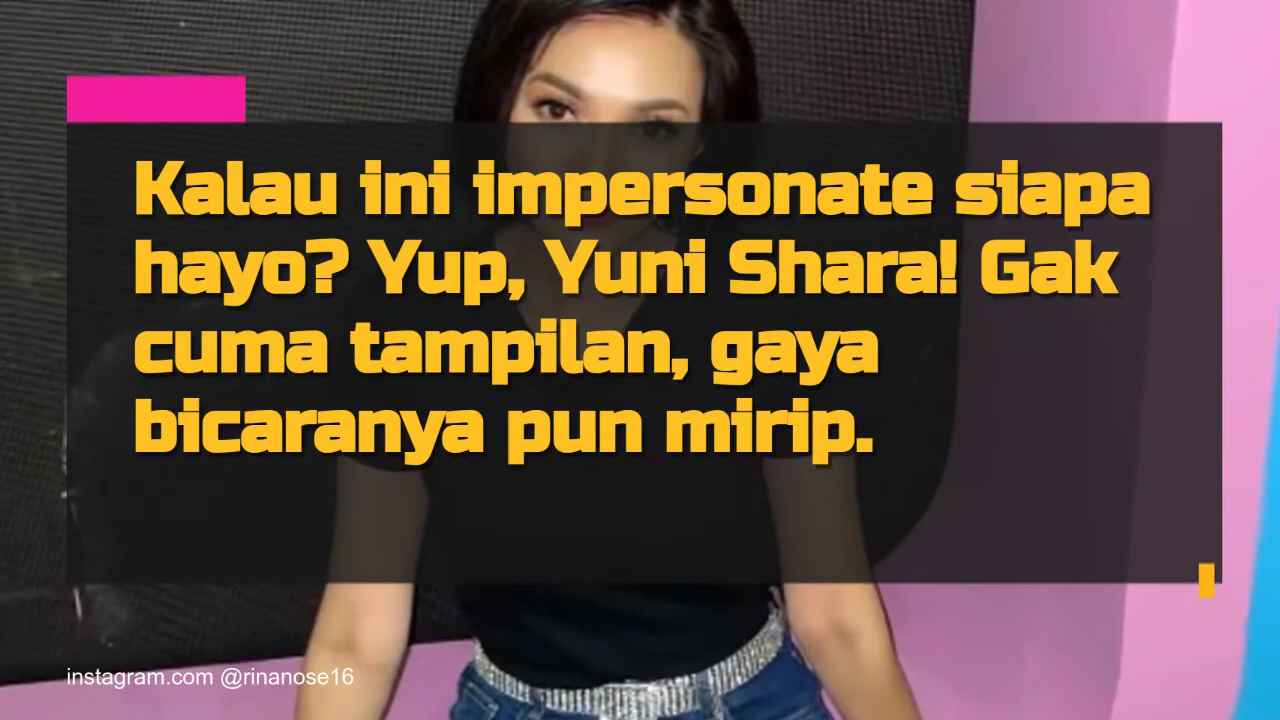 Kalau ini impersonate siapa
hayo? Yup, Yuni Shara! Gak
cuma tampilan, gaya
bicaranya pun mirip.
instagram.com @rinanose16